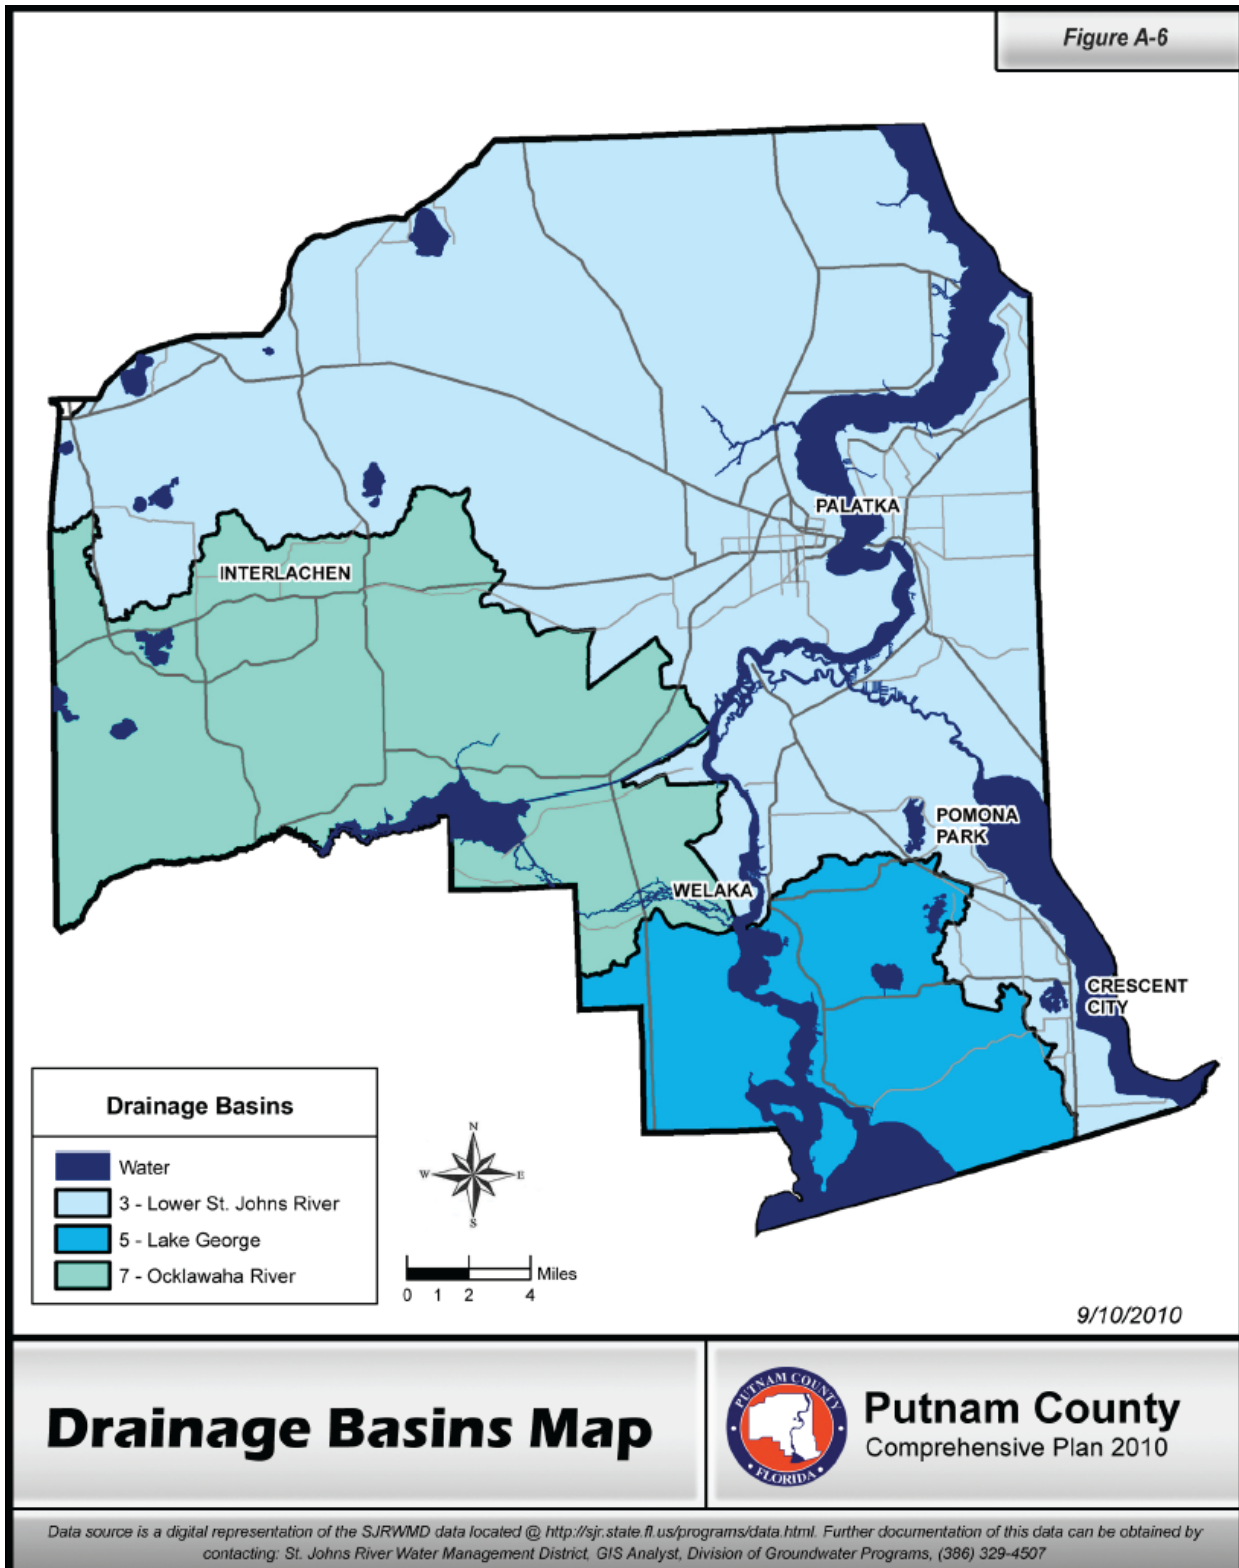 Figure A-6
PALATKA
INTERLACHEN
POMONA
PARK
WELAKA
CRESCENT
CITY
Drainage Basins
Water
3 - Lower St. Johns River
5 - Lake George
7 - Ocklawaha River
N
W
E
S
Miles
0 1 2 4
9/10/2010
Drainage Basins Map
PUTNAM COUNTY
• FLORIDA •
Putnam County
Comprehensive Plan 2010
Data source is a digital representation of the SJRWMD data located @ http://sjr.state.fl.us/programs/data.html. Further documentation of this data can be obtained by
contacting: St. Johns River Water Management District, GIS Analyst, Division of Groundwater Programs, (386) 329-4507